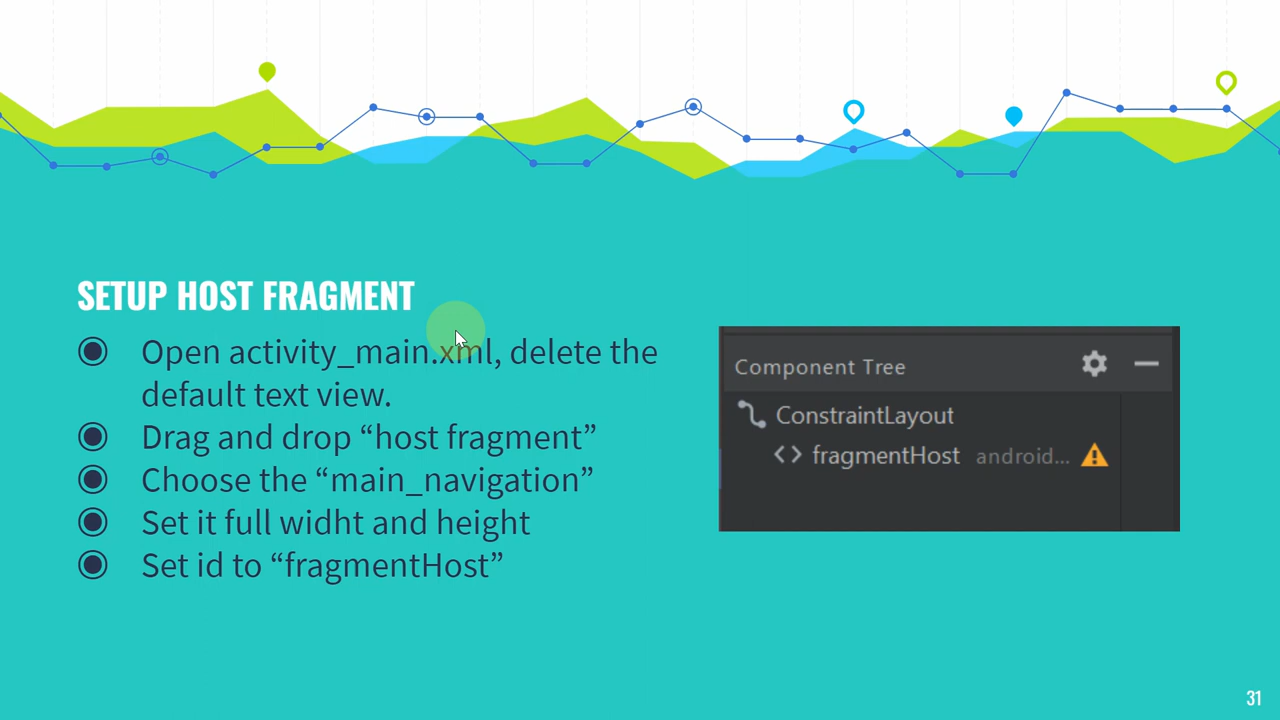 SETUP HOST FRAGMENT
Open activity_main.xml, delete the
default text view.
Drag and drop “host fragment”
Choose the “main_navigation”
Set it full widht and height
Set id to “fragmentHost”
Component Tree
ConstraintLayout
fragmentHost android...
31